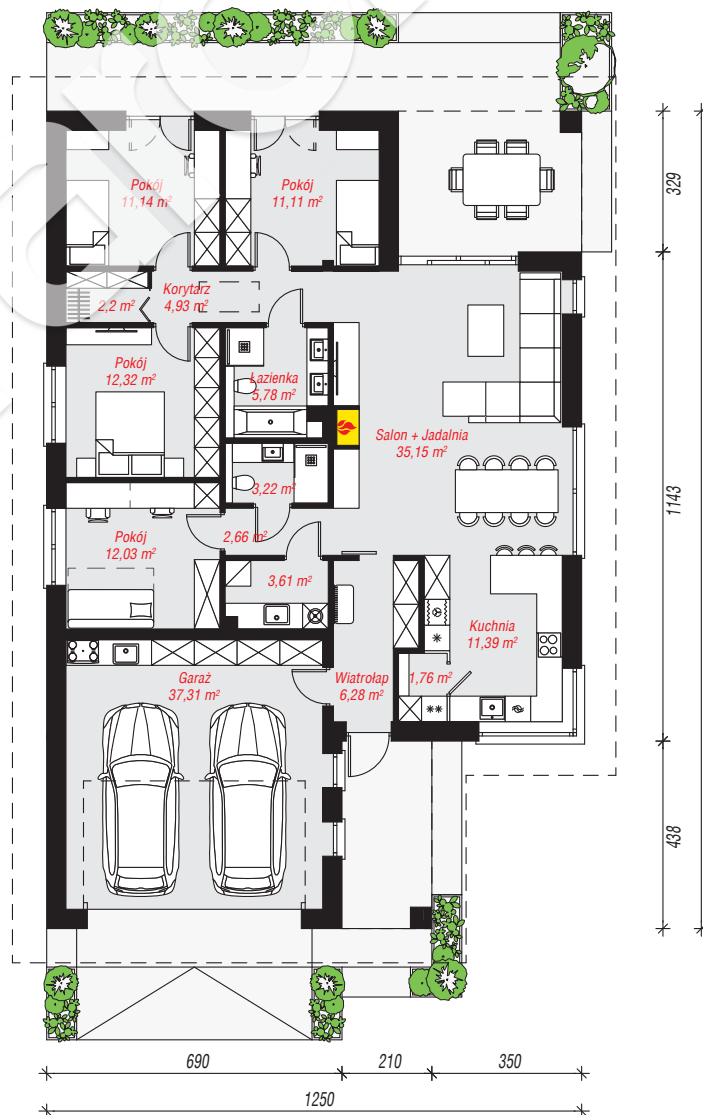 Pokój
11,14 m²
Pokój
11,11 m²
329
2,2 m²
Korytarz
4,93 m²
Pokój
12,32 m²
Łazienka
5,78 m²
Salon + Jadalnia
35,15 m²
3,22 m²
1143
Pokój
12,03 m²
2,66 m²
3,61 m²
Kuchnia
11,39 m²
Garaż
37,31 m²
Wiatrołap
6,28 m²
1,76 m²
438
690
210
350
1250